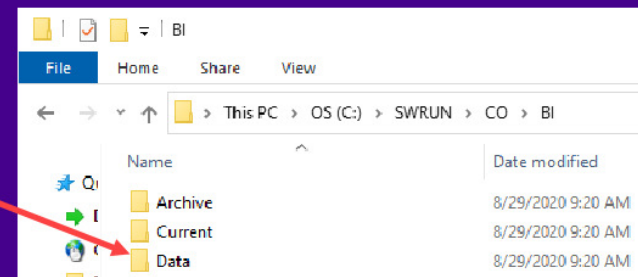 BI
File Home Share View
This PC > OS (C:) > SWRUN > CO > BI
Name Date modified
Archive 8/29/2020 9:20 AM
Current 8/29/2020 9:20 AM
Data 8/29/2020 9:20 AM